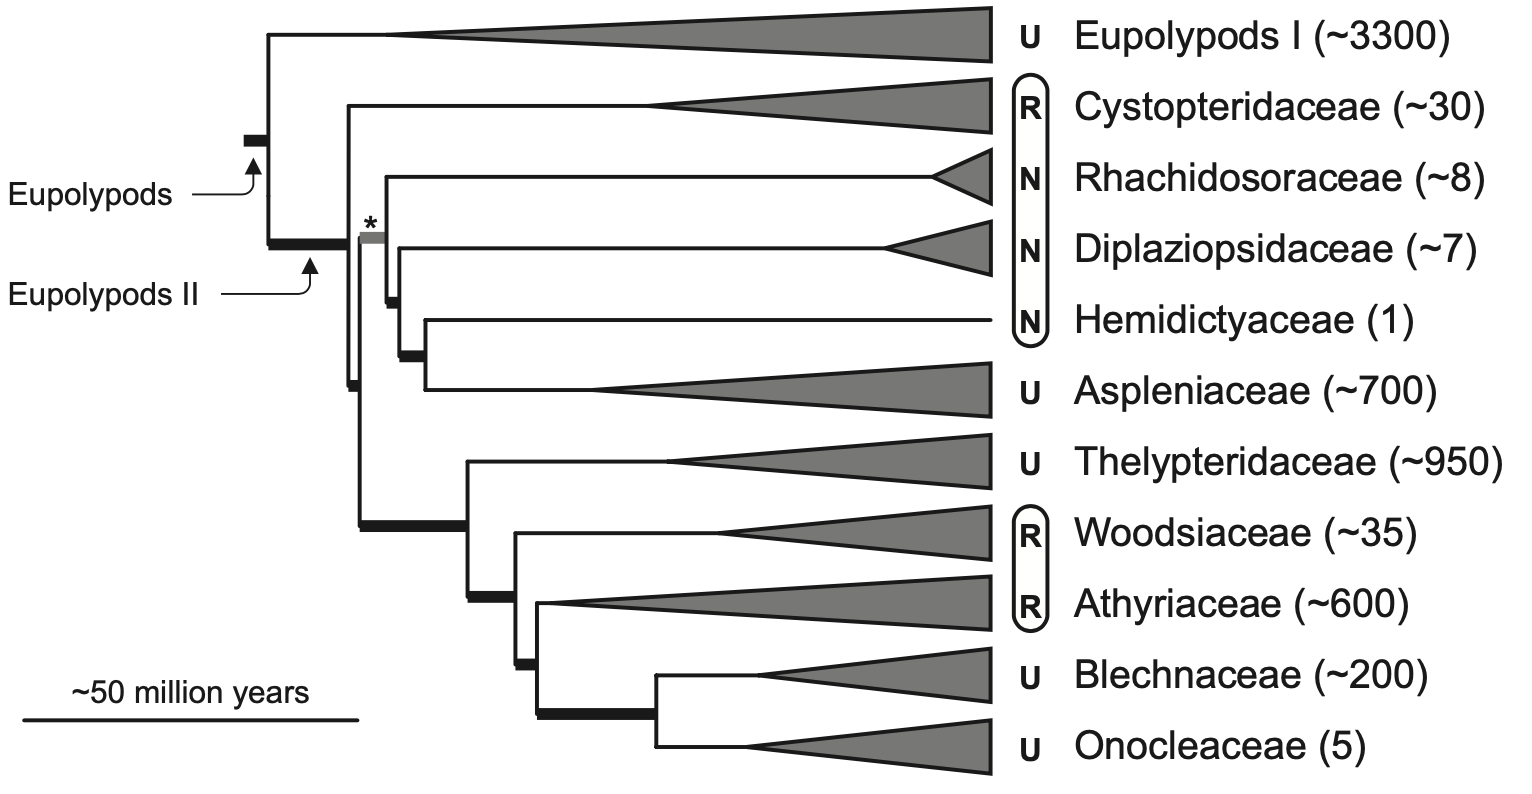 U Eupolypods I (~3300)
R Cystopteridaceae (~30)
N Rhachidosoraceae (~8)
Eupolypods
*
N Diplaziopsidaceae (~7)
Eupolypods II
N Hemidictyaceae (1)
U Aspleniaceae (~700)
U Thelypteridaceae (~950)
R Woodsiaceae (~35)
R Athyriaceae (~600)
U Blechnaceae (~200)
~50 million years
U Onocleaceae (5)